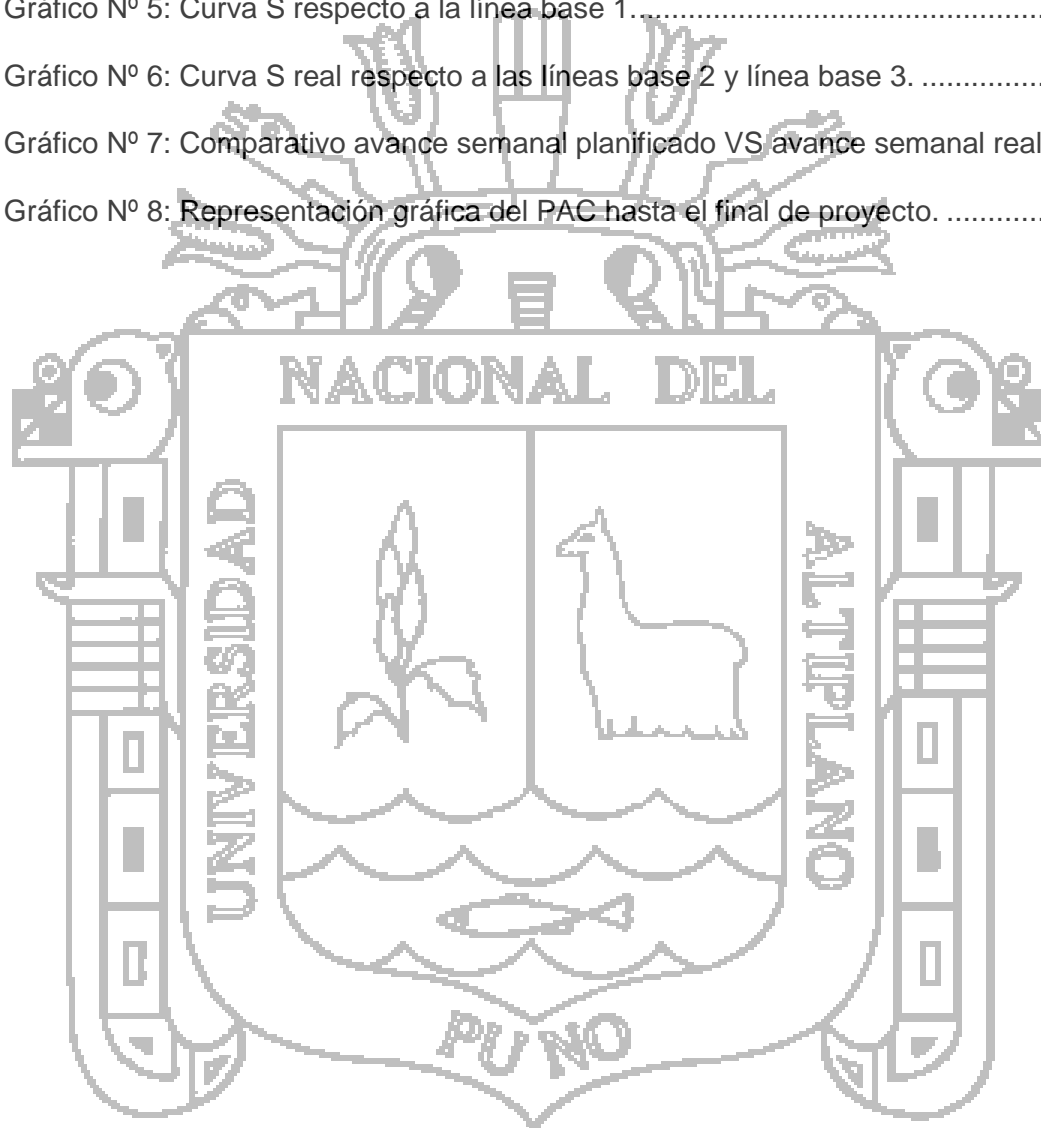 Gráfico Nº 5: Curva S respecto a la línea base 1.............................................
Gráfico Nº 6: Curva S real respecto a las líneas base 2 y línea base 3. ..............
Gráfico Nº 7: Comparativo avance semanal planificado VS avance semanal real
Gráfico Nº 8: Representación gráfica del PAC hasta el final de proyecto. ............
NACIONAL DEL
UNIVERSIDAD
ALTIPLANO
PUNO